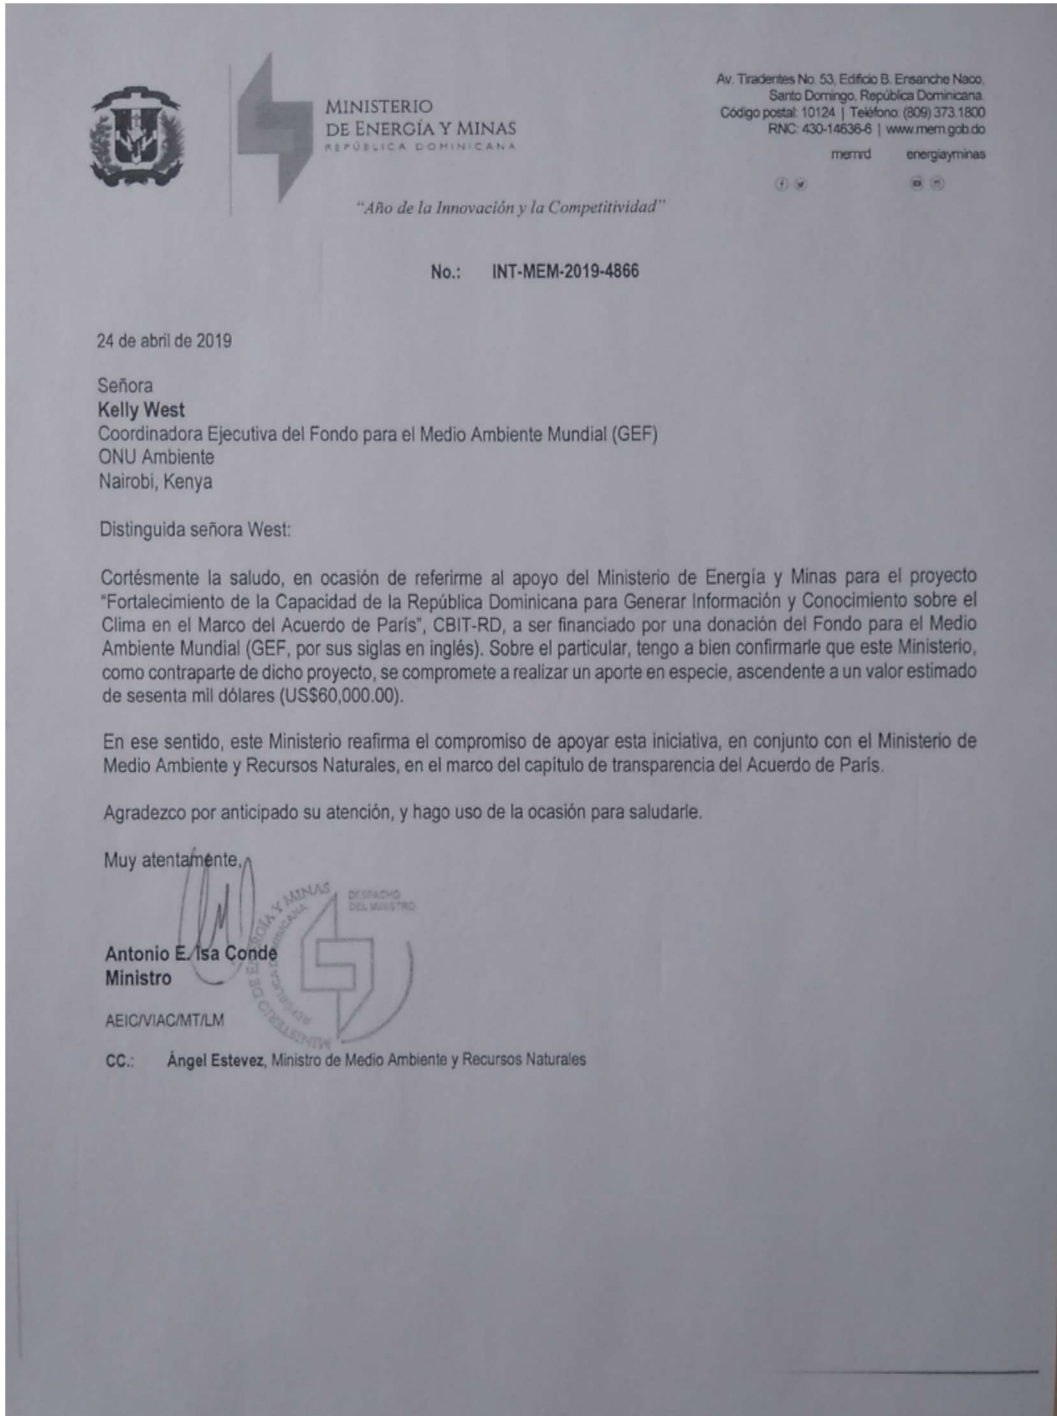 MINISTERIO
DE ENERGÍA Y MINAS
REPÚBLICA DOMINICANA
Av. Tiradentes No. 53, Edificio B. Ensanche Naco,
Santo Domingo, República Dominicana.
Código postal: 10124 | Teléfono: (809) 373.1800
RNC: 430-14636-6 | www.mem.gob.do
memrd energiayminas
“Año de la Innovación y la Competitividad”
No.: INT-MEM-2019-4866
24 de abril de 2019
Señora
Kelly West
Coordinadora Ejecutiva del Fondo para el Medio Ambiente Mundial (GEF)
ONU Ambiente
Nairobi, Kenya
Distinguida señora West:
Cortésmente la saludo, en ocasión de referirme al apoyo del Ministerio de Energía y Minas para el proyecto
“Fortalecimiento de la Capacidad de la República Dominicana para Generar Información y Conocimiento sobre el
Clima en el Marco del Acuerdo de París”, CBIT-RD, a ser financiado por una donación del Fondo para el Medio
Ambiente Mundial (GEF, por sus siglas en inglés). Sobre el particular, tengo a bien confirmarle que este Ministerio,
como contraparte de dicho proyecto, se compromete a realizar un aporte en especie, ascendente a un valor estimado
de sesenta mil dólares (US$60,000.00).
En ese sentido, este Ministerio reafirma el compromiso de apoyar esta iniciativa, en conjunto con el Ministerio de
Medio Ambiente y Recursos Naturales, en el marco del capítulo de transparencia del Acuerdo de París.
Agradezco por anticipado su atención, y hago uso de la ocasión para saludarle.
Muy atentamente,
MINISTERIO DE ENERGÍA Y MINAS
REPÚBLICA DOMINICANA
DESPACHO
DEL MINISTRO
Antonio E. Isa Conde
Ministro
AEIC/VIAC/MT/LM
CC.: Ángel Estevez, Ministro de Medio Ambiente y Recursos Naturales